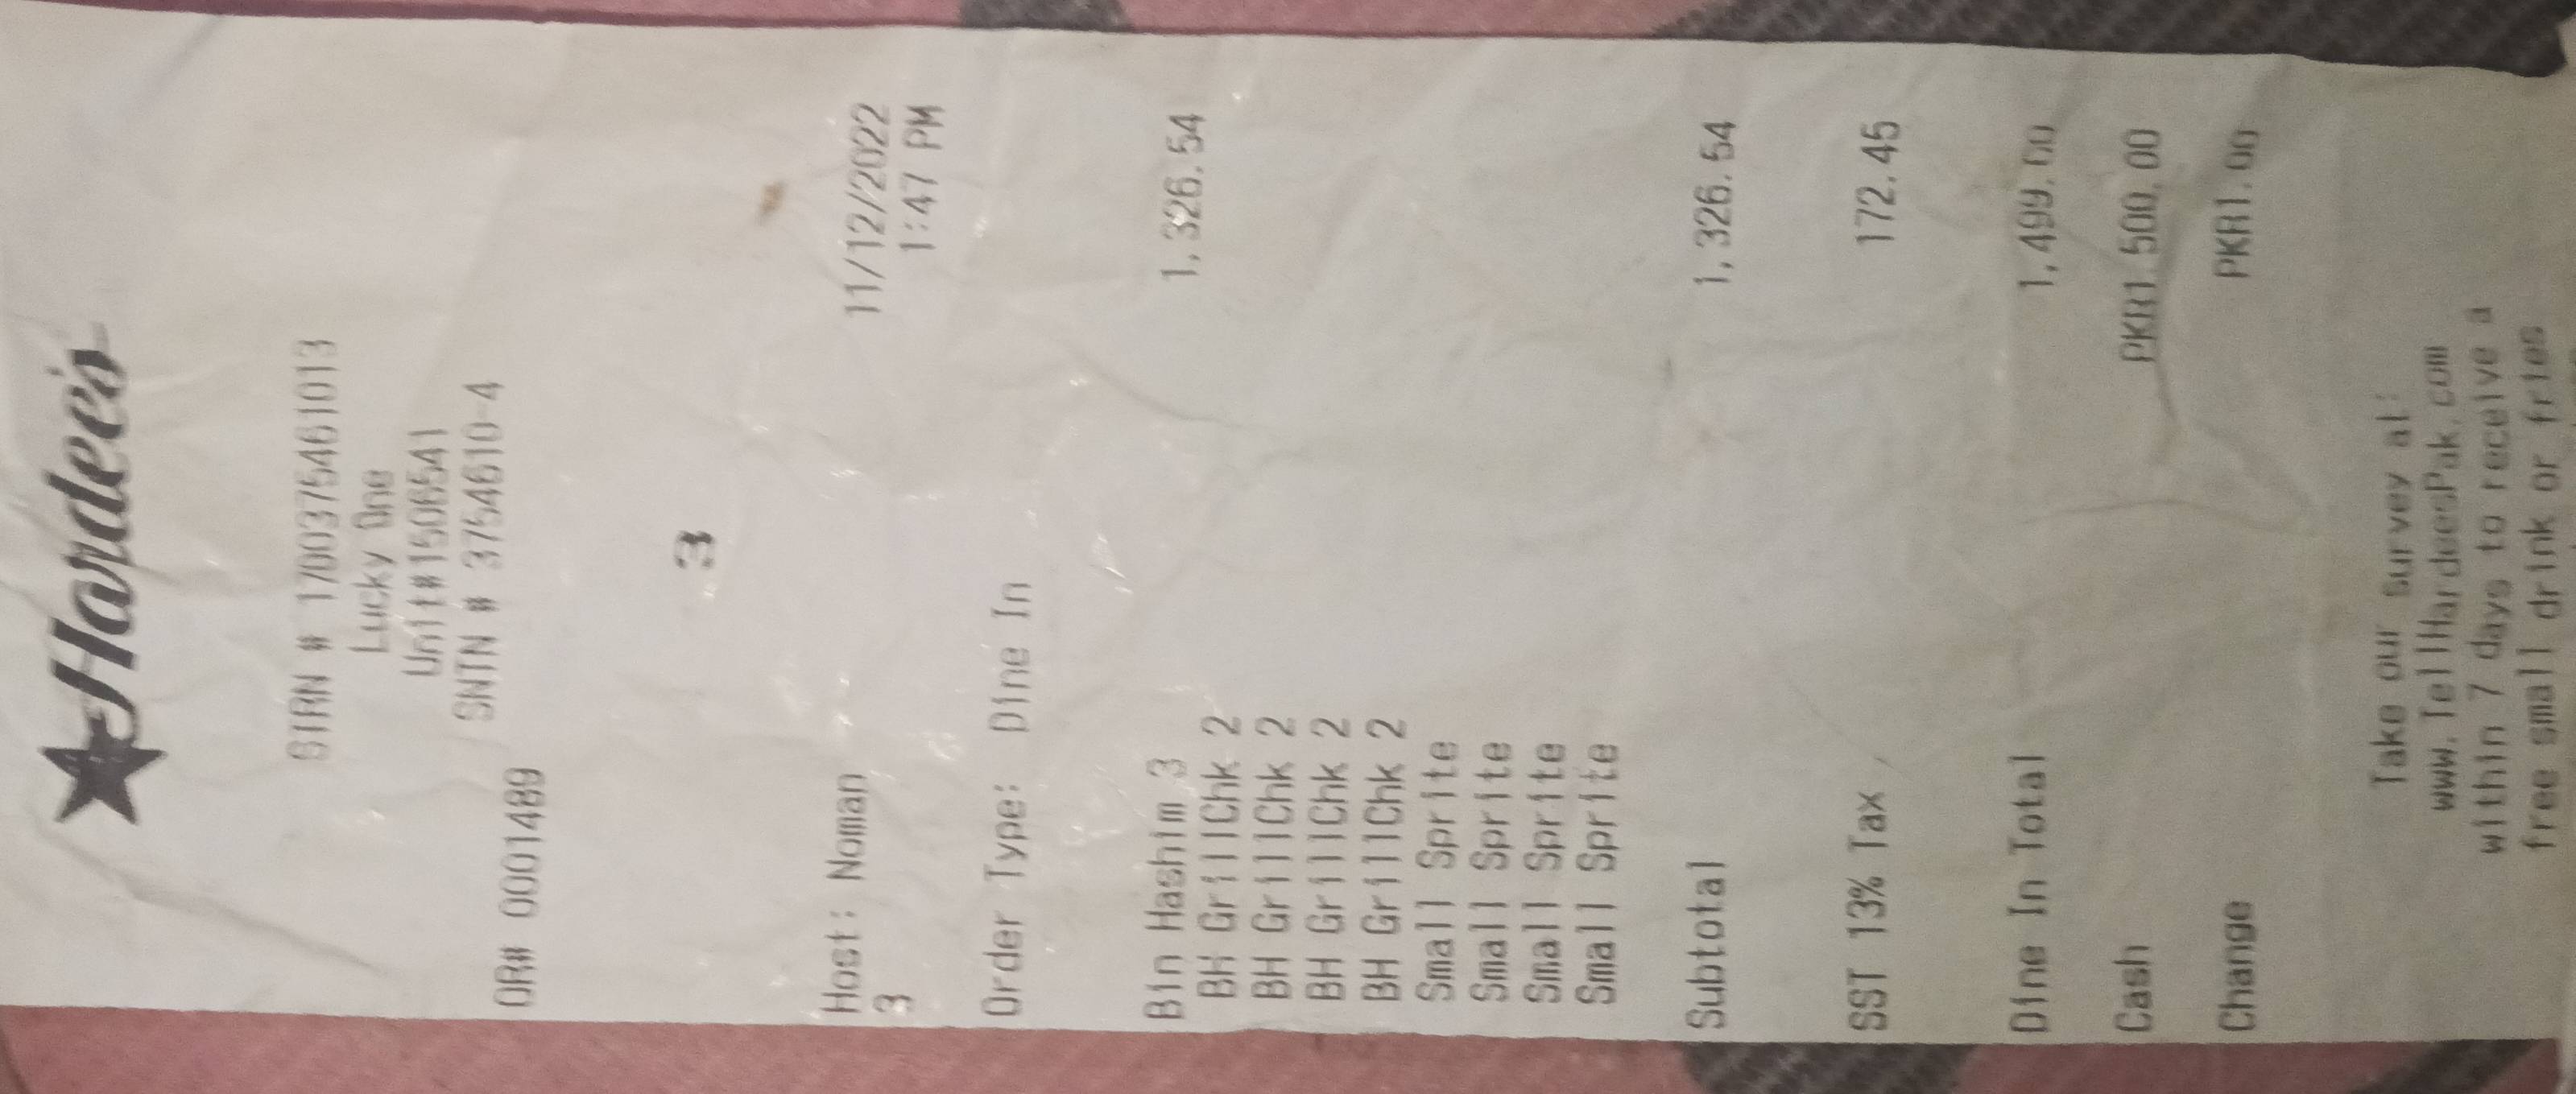 Hardee's
SIRN # 1700375461013
Lucky One
Unit#1506541
SNTN # 3754610-4
OR# 0001489
3
Host: Noman 11/12/2022
3 1:47 PM
Order Type: Dine In
Bin Hashim 3 1,326.54
BH GrillChk 2
BH GrillChk 2
BH GrillChk 2
BH GrillChk 2
Small Sprite
Small Sprite
Small Sprite
Small Sprite
Subtotal 1,326.54
SST 13% Tax 172.45
Dine In Total 1,499.00
Cash PKR1,500.00
Change PKR1.00
Take our survey at:
www.TellHardeesPak.com
within 7 days to receive a
free small drink or fries